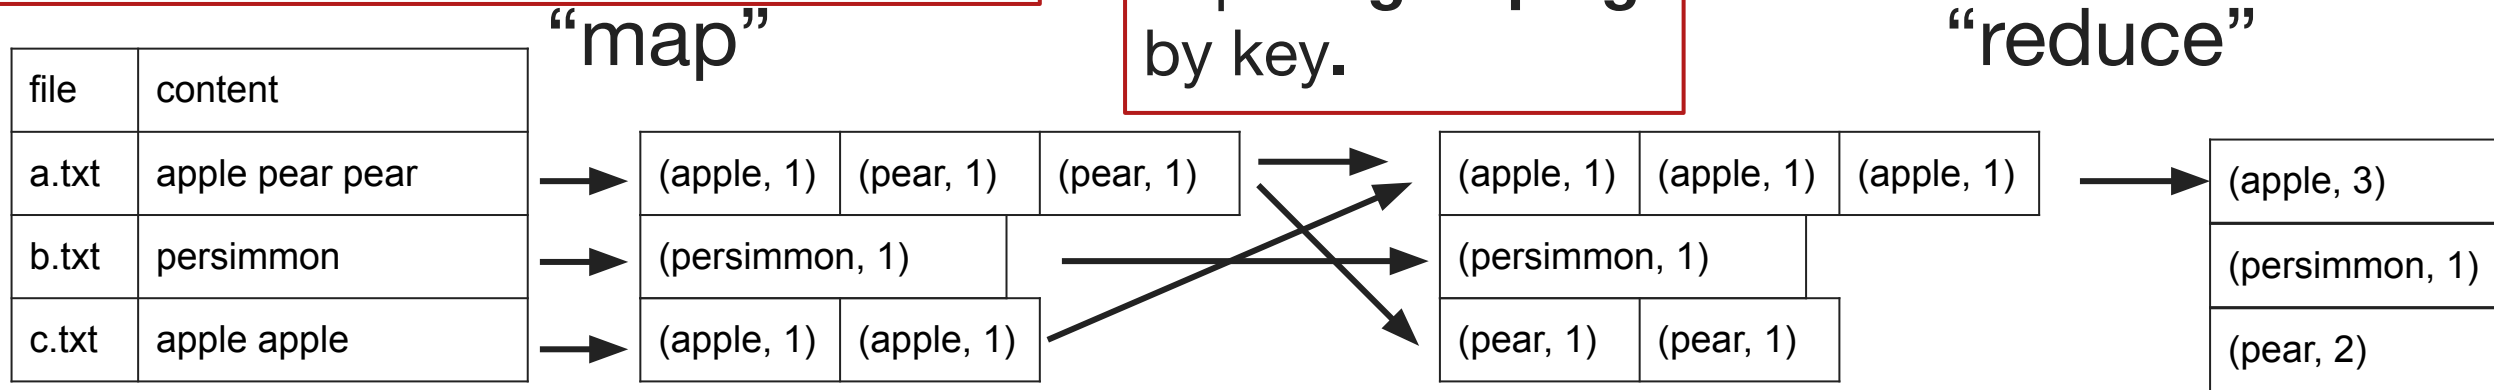 “map”
by key.
“reduce”
file content
a.txt apple pear pear (apple, 1) (pear, 1) (pear, 1) (apple, 1) (apple, 1) (apple, 1) (apple, 3)
b.txt persimmon (persimmon, 1) (persimmon, 1) (persimmon, 1)
c.txt apple apple (apple, 1) (apple, 1) (pear, 1) (pear, 1) (pear, 2)